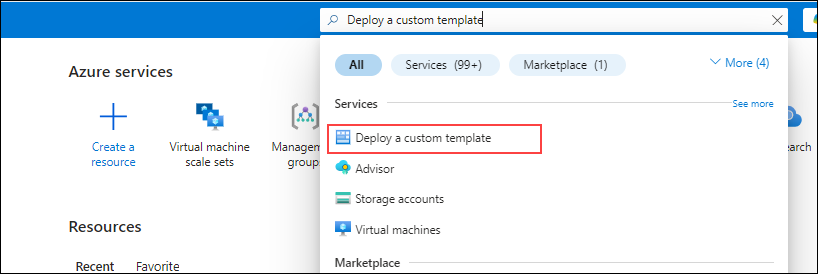 Deploy a custom template
Azure services
All
Services (99+)
Marketplace (1)
More (4)
Services
See more
Create a
resource
Virtual machine
scale sets
Managem
group
Deploy a custom template
Advisor
Storage accounts
Virtual machines
earch
Resources
Recent
Favorite
Marketplace